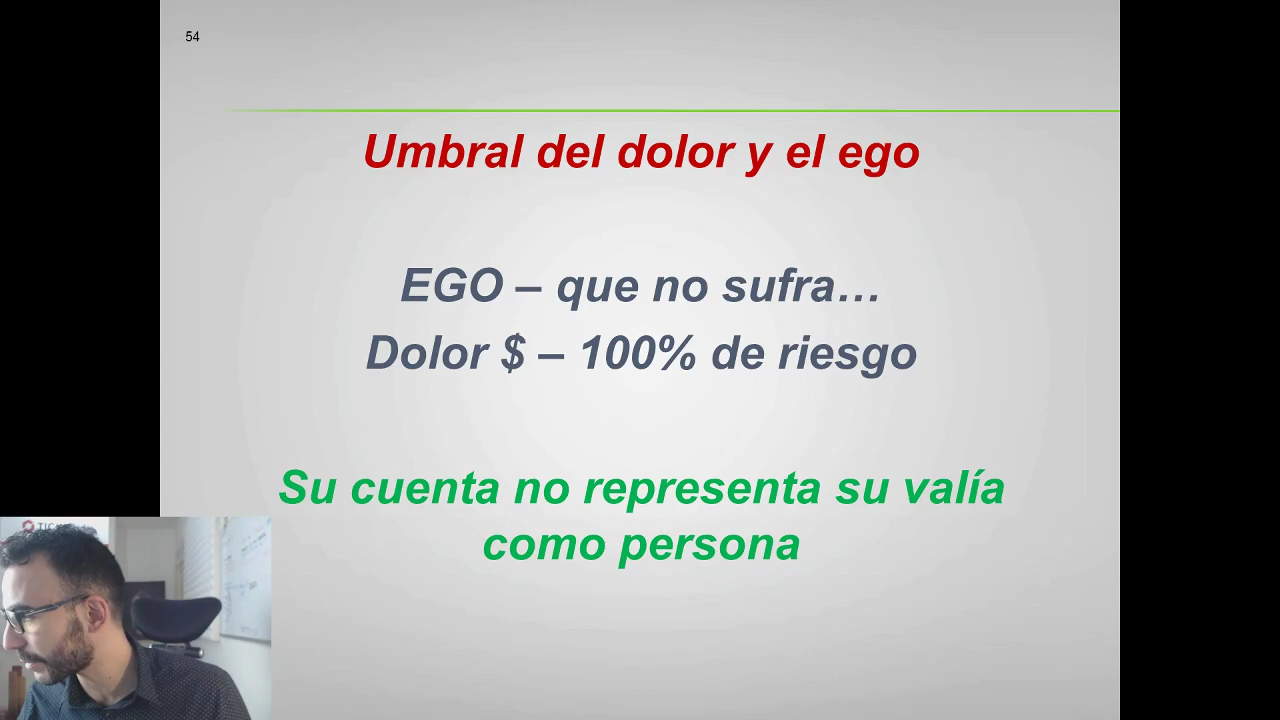 54
Umbral del dolor y el ego
EGO – que no sufra…
Dolor $ – 100% de riesgo
Su cuenta no representa su valía
como persona